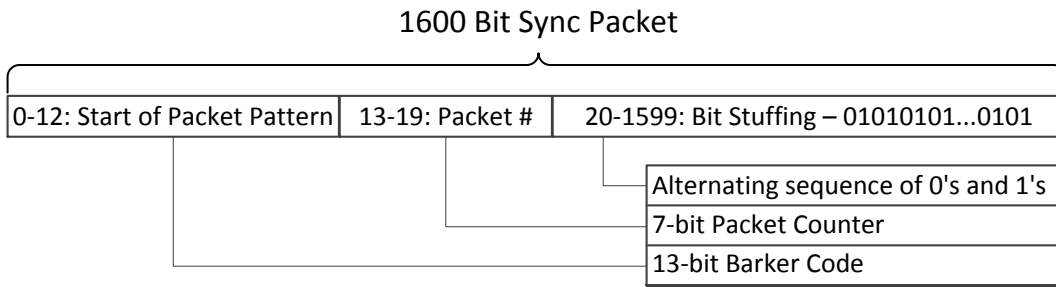 1600 Bit Sync Packet
0-12: Start of Packet Pattern
13-19: Packet #
20-1599: Bit Stuffing – 01010101...0101
Alternating sequence of 0's and 1's
7-bit Packet Counter
13-bit Barker Code